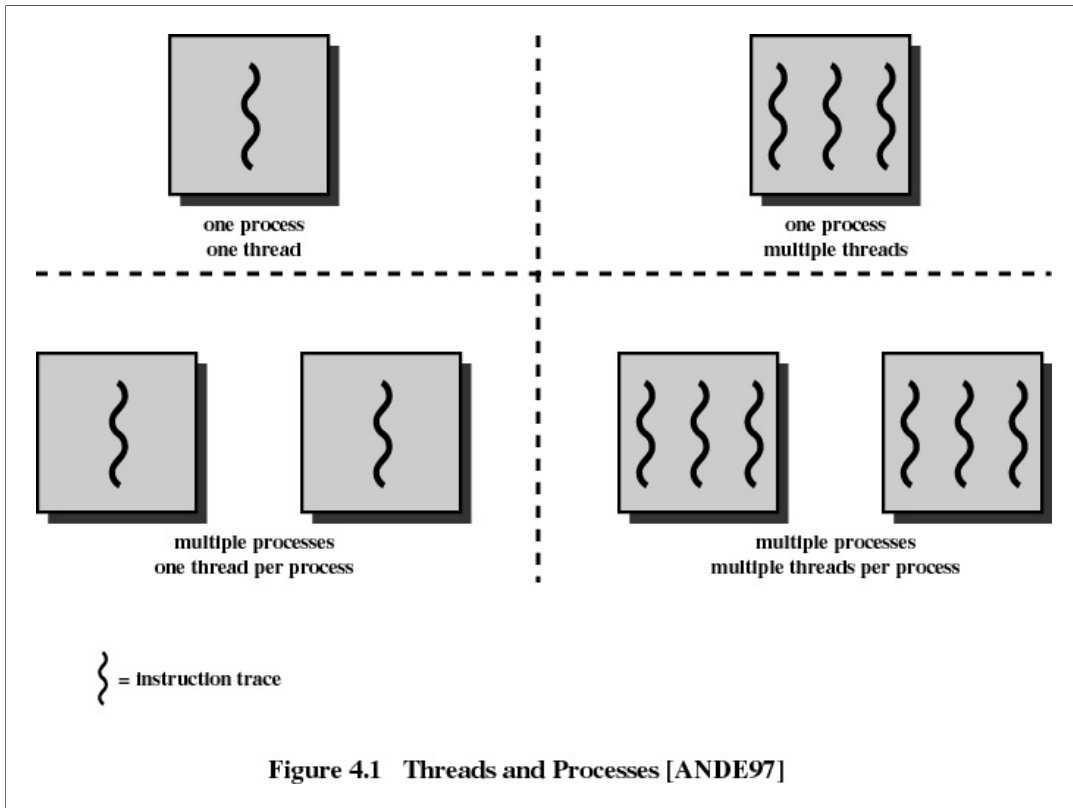 one process
one thread
one process
multiple threads
multiple processes
one thread per process
multiple processes
multiple threads per process
= instruction trace
Figure 4.1 Threads and Processes [ANDE97]